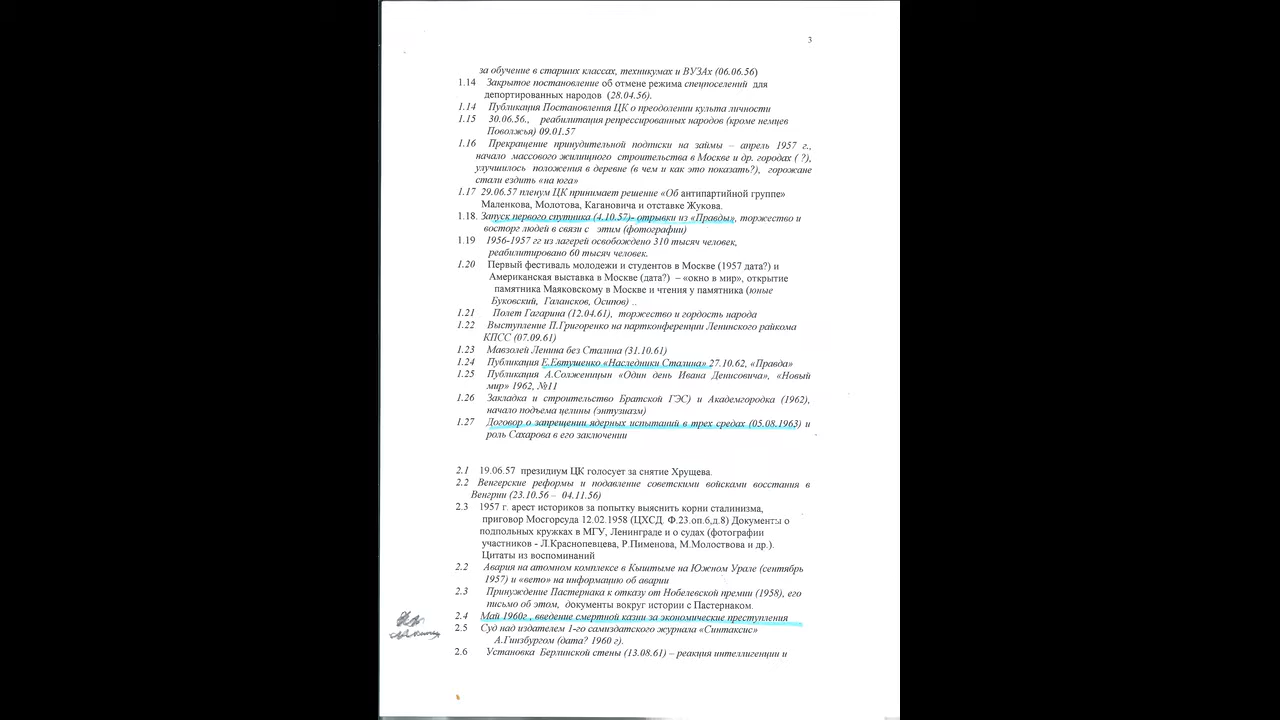 3
за обучение в старших классах, техникумах и ВУЗАх (06.06.56)
1.14 Закрытое постановление об отмене режима спецпоселений для
депортированных народов (28.04.56).
1.14 Публикация Постановления ЦК о преодолении культа личности
1.15 30.06.56., реабилитация репрессированных народов (кроме немцев
Поволжья) 09.01.57
1.16 Прекращение принудительной подписки на займы – апрель 1957 г.,
начало массового жилищного строительства в Москве и др. городах ( ?),
улучшилось положения в деревне (в чем и как это показать?), горожане
стали ездить «на юга»
1.17 29.06.57 пленум ЦК принимает решение «Об антипартийной группе»
Маленкова, Молотова, Кагановича и отставке Жукова.
1.18. Запуск первого спутника (4.10.57)- отрывки из «Правды», торжество и
восторг людей в связи с этим (фотографии)
1.19 1956-1957 гг из лагерей освобождено 310 тысяч человек,
реабилитировано 60 тысяч человек.
1.20 Первый фестиваль молодежи и студентов в Москве (1957 дата?) и
Американская выставка в Москве (дата?) – «окно в мир», открытие
памятника Маяковскому в Москве и чтения у памятника (юные
Буковский, Галансков, Осипов) ..
1.21 Полет Гагарина (12.04.61), торжество и гордость народа
1.22 Выступление П.Григоренко на партконференции Ленинского райкома
КПСС (07.09.61)
1.23 Мавзолей Ленина без Сталина (31.10.61)
1.24 Публикация Е.Евтушенко «Наследники Сталина» 27.10.62, «Правда»
1.25 Публикация А.Солженицын «Один день Ивана Денисовича», «Новый
мир» 1962, №11
1.26 Закладка и строительство Братской ГЭС) и Академгородка (1962),
начало подъема целины (энтузиазм)
1.27 Договор о запрещении ядерных испытаний в трех средах (05.08.1963) и
роль Сахарова в его заключении
2.1 19.06.57 президиум ЦК голосует за снятие Хрущева.
2.2 Венгерские реформы и подавление советскими войсками восстания в
Венгрии (23.10.56 – 04.11.56)
2.3 1957 г. арест историков за попытку выяснить корни сталинизма,
приговор Мосгорсуда 12.02.1958 (ЦХСД. Ф.23.оп.6,д.8) Документы о
подпольных кружках в МГУ, Ленинграде и о судах (фотографии
участников - Л.Краснопевцева, Р.Пименова, М.Молоствова и др.).
Цитаты из воспоминаний
2.2 Авария на атомном комплексе в Кыштыме на Южном Урале (сентябрь
1957) и «вето» на информацию об аварии
2.3 Принуждение Пастернака к отказу от Нобелевской премии (1958), его
письмо об этом, документы вокруг истории с Пастернаком.
2.4 Май 1960г , введение смертной казни за экономические преступления
2.5 Суд над издателем 1-го самиздатского журнала «Синтаксис»
А.Гинзбургом (дата? 1960 г).
2.6 Установка Берлинской стены (13.08.61) – реакция интеллигенции и